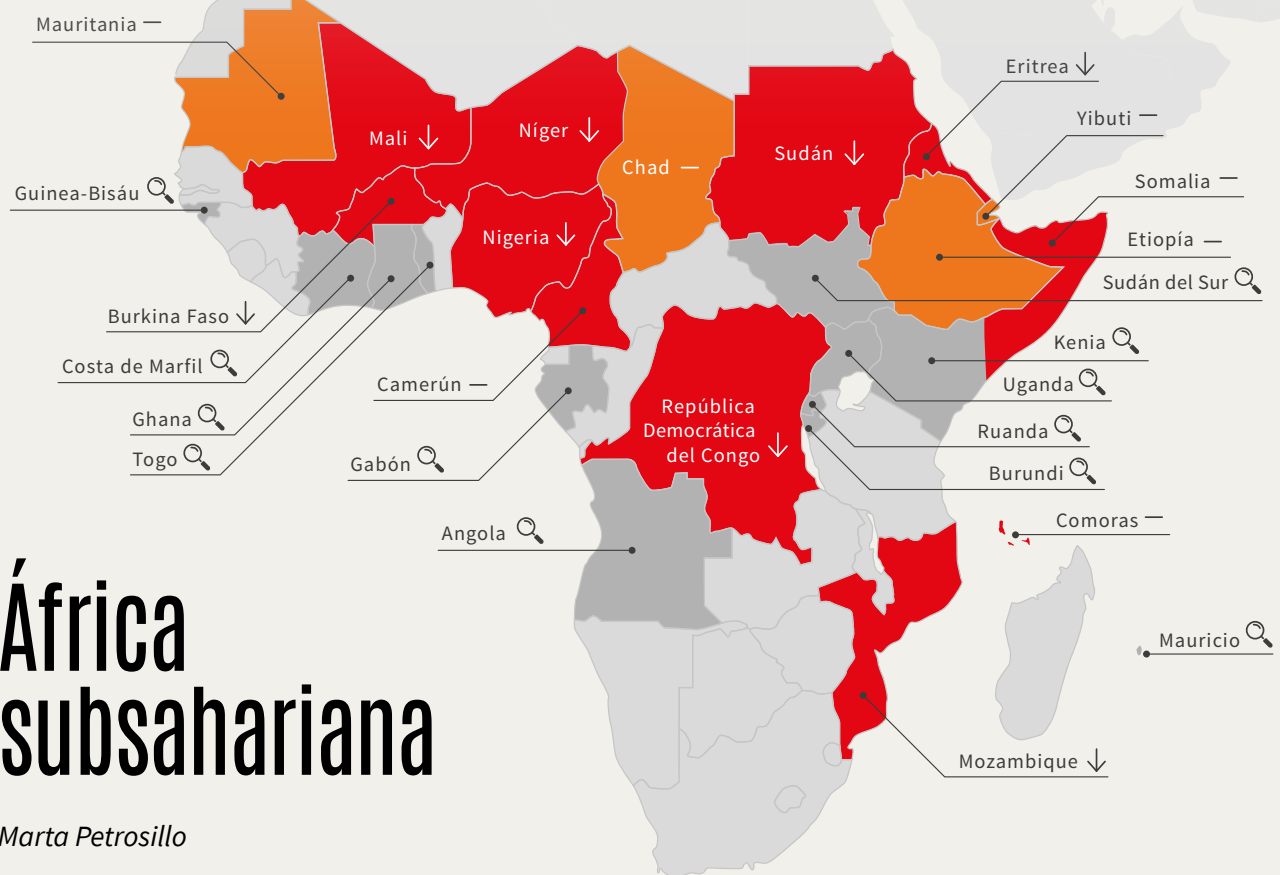 Mauritania —
Eritrea ↓
Yibuti —
Mali ↓
Níger ↓
Sudán ↓
Chad —
Somalia —
Guinea-Bisáu
Nigeria ↓
Etiopía —
Sudán del Sur
Burkina Faso ↓
Kenia
Costa de Marfil
Camerún —
Uganda
Ghana
República
Democrática
del Congo ↓
Ruanda
Togo
Gabón
Burundi
Angola
Comoras —
África
subsahariana
Mauricio
Mozambique ↓
Marta Petrosillo